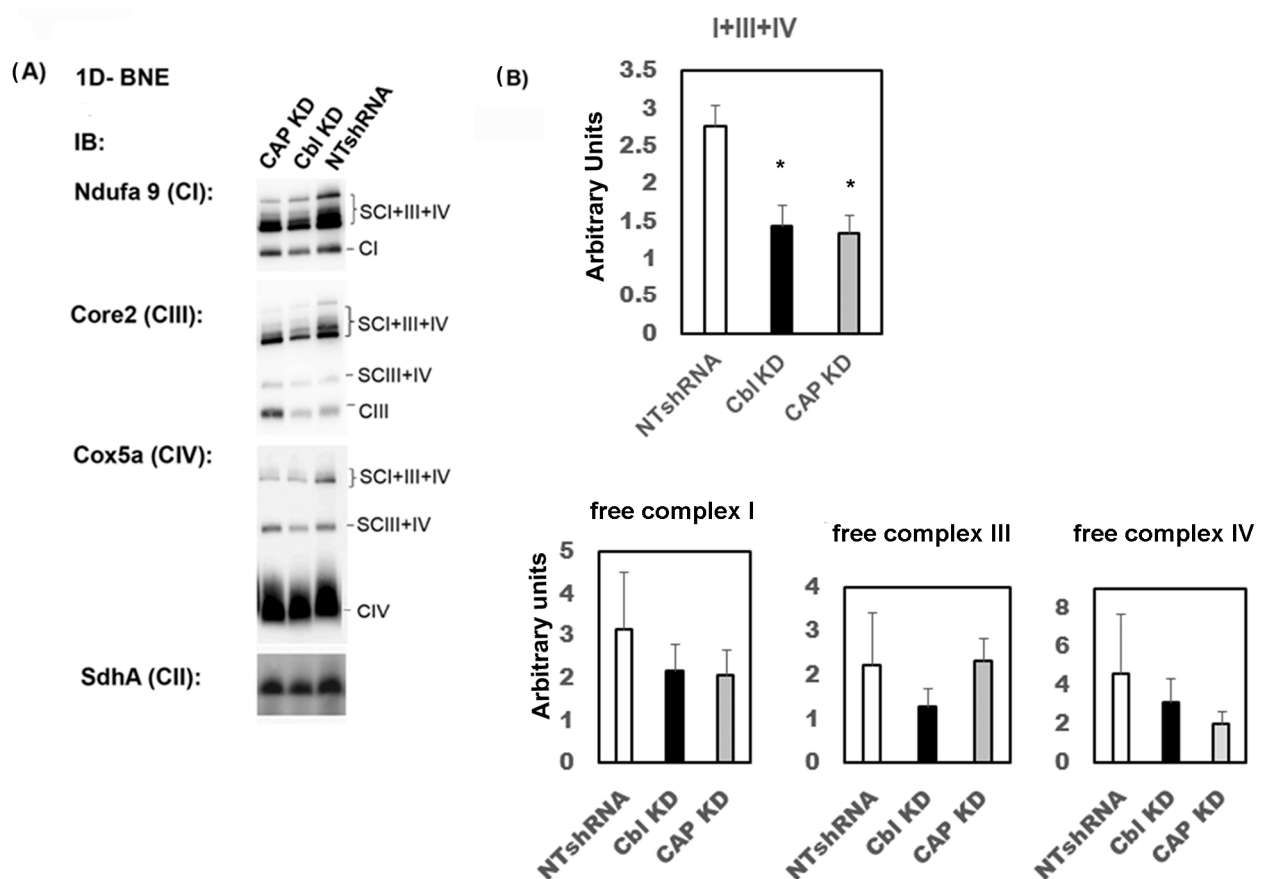 (A)
1D- BNE
IB:
CAP KD
Cbl KD
NTshRNA
Ndufa 9 (CI):
SCI+III+IV
CI
Core2 (CIII):
SCI+III+IV
SCIII+IV
CIII
Cox5a (CIV):
SCI+III+IV
SCIII+IV
CIV
SdhA (CII):
(B)
I+III+IV
Arbitrary Units
3.5
3
2.5
2
1.5
1
0.5
0
*
*
NTshRNA
Cbl KD
CAP KD
free complex I
Arbitrary units
5
4
3
2
1
0
NTshRNA
Cbl KD
CAP KD
free complex III
4
3
2
1
0
NTshRNA
Cbl KD
CAP KD
free complex IV
8
6
4
2
0
NTshRNA
Cbl KD
CAP KD